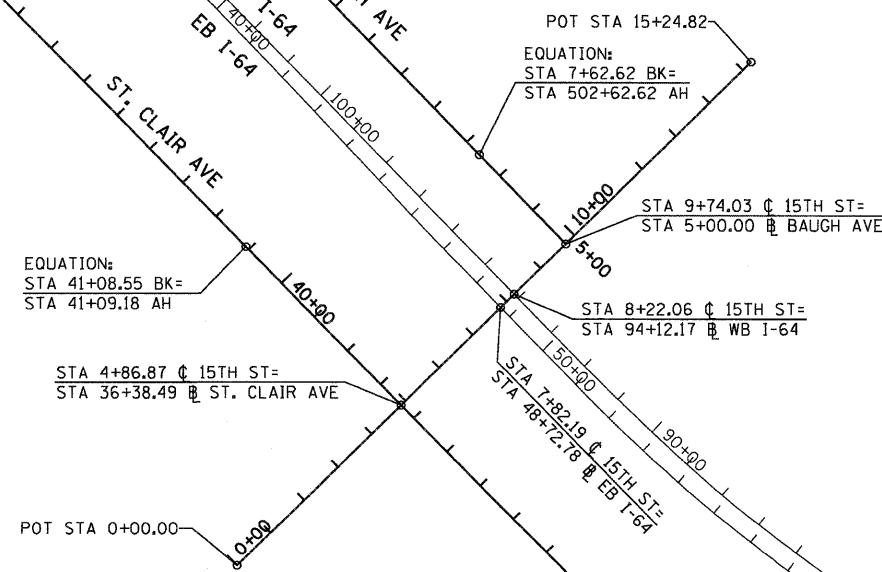 POT STA 15+24.82
I-64
AVE
40+00
EB I-64
EQUATION:
STA 7+62.62 BK=
STA 502+62.62 AH
ST. CLAIR AVE
100+00
10+00
STA 9+74.03 ℄ 15TH ST=
STA 5+00.00 BL BAUGH AVE
5+00
EQUATION:
STA 41+08.55 BK=
STA 41+09.18 AH
40+00
STA 8+22.06 ℄ 15TH ST=
STA 94+12.17 BL WB I-64
STA 4+86.87 ℄ 15TH ST=
STA 36+38.49 BL ST. CLAIR AVE
50+00
STA 7+82.19 ℄ 15TH ST=
STA 48+72.78 BL EB I-64
90+00
POT STA 0+00.00
0+00